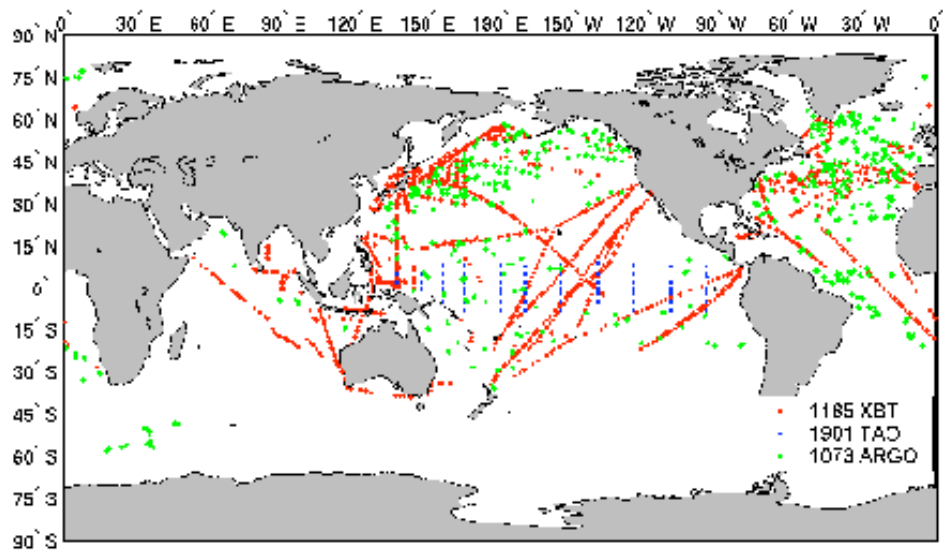 0 30° E 60° E 90° E 120° E 150° E 180° E 150° W 120° W 90° W 60° W 30° W 0°
90° N
75° N
60° N
45° N
30° N
15° N
0°
15° S
30° S
45° S
60° S
75° S
90° S
1185 XBT
1901 TAO
1073 ARGO